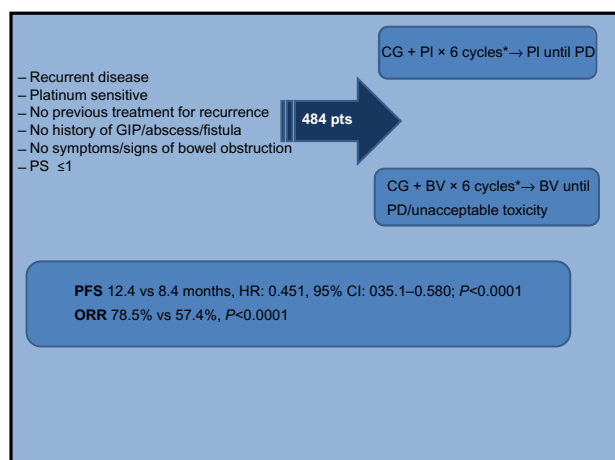 – Recurrent disease
– Platinum sensitive
– No previous treatment for recurrence
– No history of GIP/abscess/fistula
– No symptoms/signs of bowel obstruction
– PS ≤1
484 pts
CG + PI × 6 cycles*→ PI until PD
CG + BV × 6 cycles*→ BV until
PD/unacceptable toxicity
PFS 12.4 vs 8.4 months, HR: 0.451, 95% CI: 035.1–0.580; P<0.0001
ORR 78.5% vs 57.4%, P<0.0001